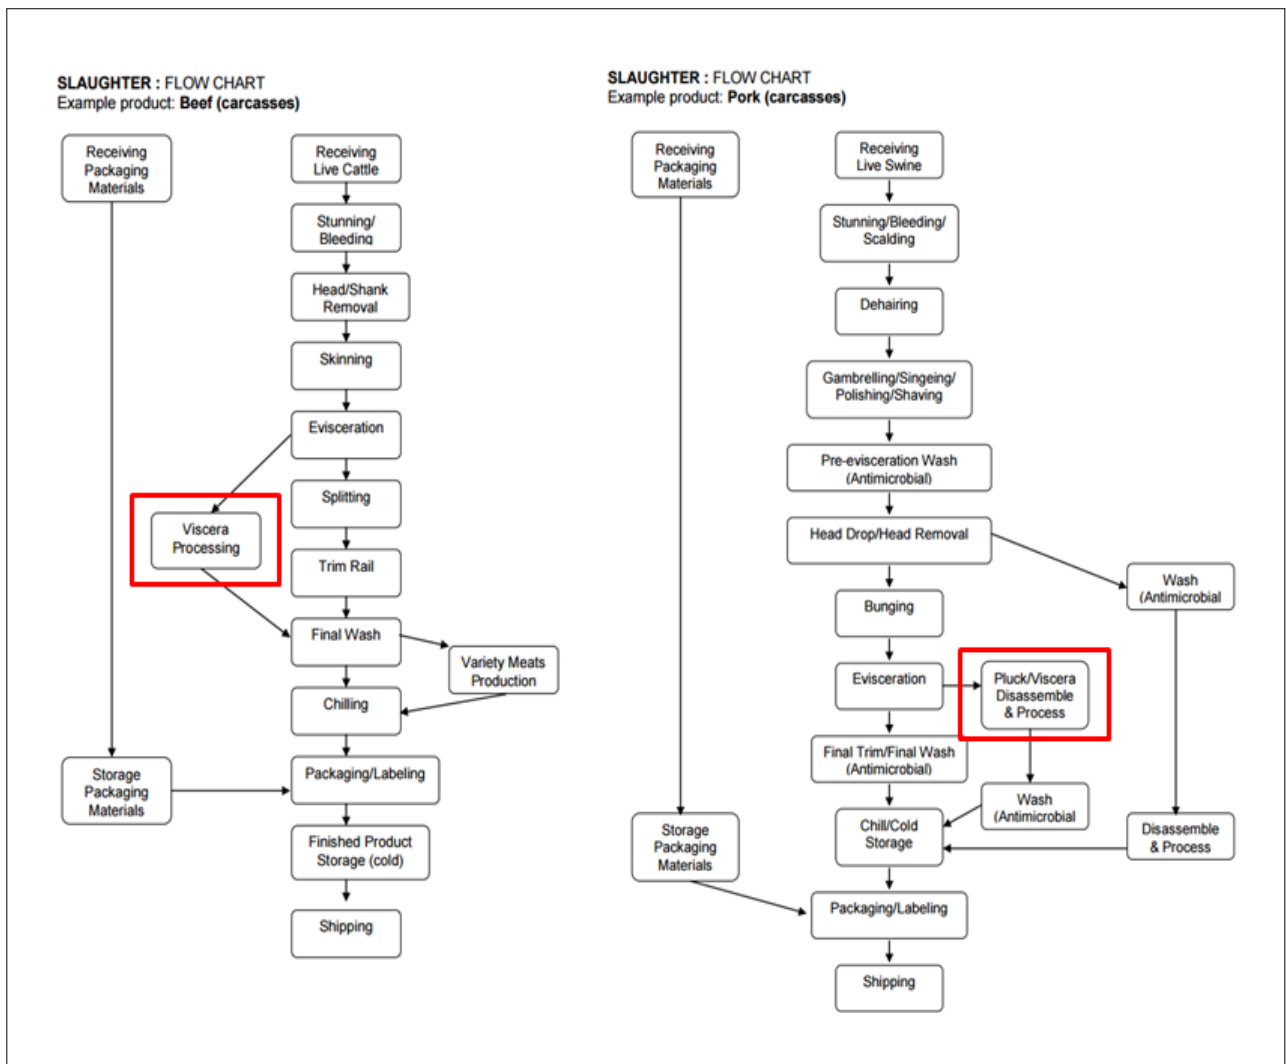 SLAUGHTER : FLOW CHART
Example product: Beef (carcasses)
Receiving
Packaging
Materials
Receiving
Live Cattle
Stunning/
Bleeding
Head/Shank
Removal
Skinning
Evisceration
Splitting
Viscera
Processing
Trim Rail
Final Wash
Variety Meats
Production
Chilling
Storage
Packaging
Materials
Packaging/Labeling
Finished Product
Storage (cold)
Shipping
SLAUGHTER : FLOW CHART
Example product: Pork (carcasses)
Receiving
Packaging
Materials
Receiving
Live Swine
Stunning/Bleeding/
Scalding
Dehairing
Gambrelling/Singeing/
Polishing/Shaving
Pre-evisceration Wash
(Antimicrobial)
Head Drop/Head Removal
Wash
(Antimicrobial
Bunging
Evisceration
Pluck/Viscera
Disassemble
& Process
Final Trim/Final Wash
(Antimicrobial)
Wash
(Antimicrobial
Storage
Packaging
Materials
Chill/Cold
Storage
Disassemble
& Process
Packaging/Labeling
Shipping